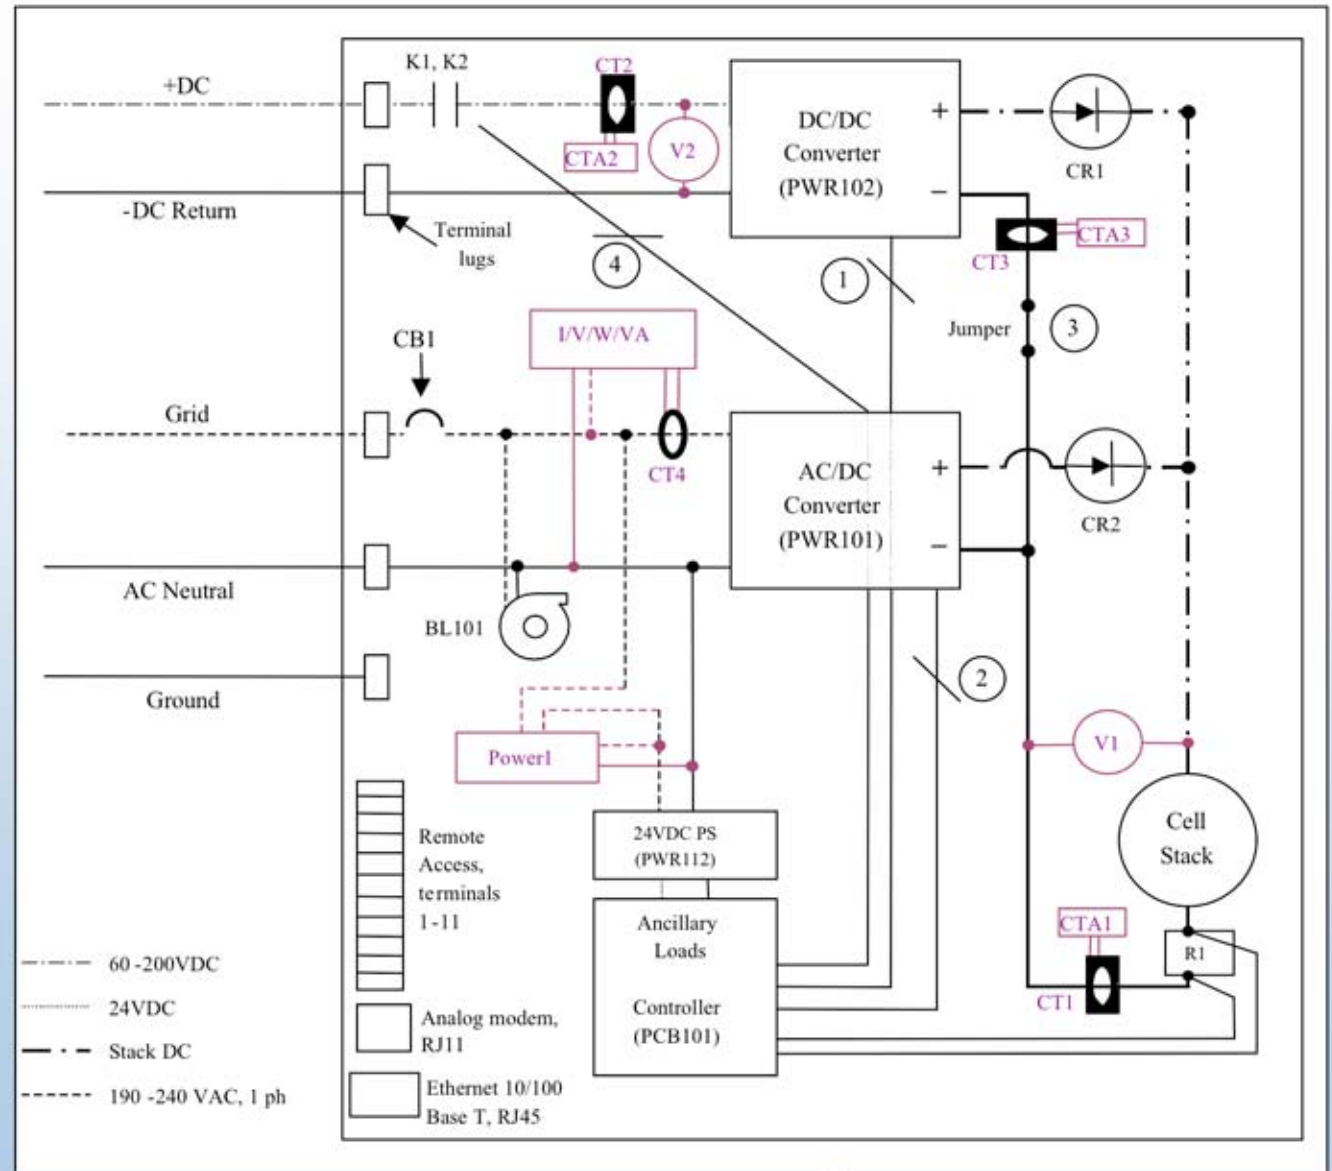 K1, K2
CT2
+DC
CTA2
V2
DC/DC
Converter
(PWR102)
+
−
CR1
-DC Return
Terminal
lugs
4
1
CT3
CTA3
Jumper
3
I/V/W/VA
CB1
Grid
CT4
AC/DC
Converter
(PWR101)
+
−
CR2
AC Neutral
BL101
2
Ground
Power1
V1
Remote
Access,
terminals
1-11
24VDC PS
(PWR112)
Cell
Stack
Ancillary
Loads
Controller
(PCB101)
CTA1
R1
CT1
60-200VDC
24VDC
Stack DC
190-240 VAC, 1 ph
Analog modem,
RJ11
Ethernet 10/100
Base T, RJ45